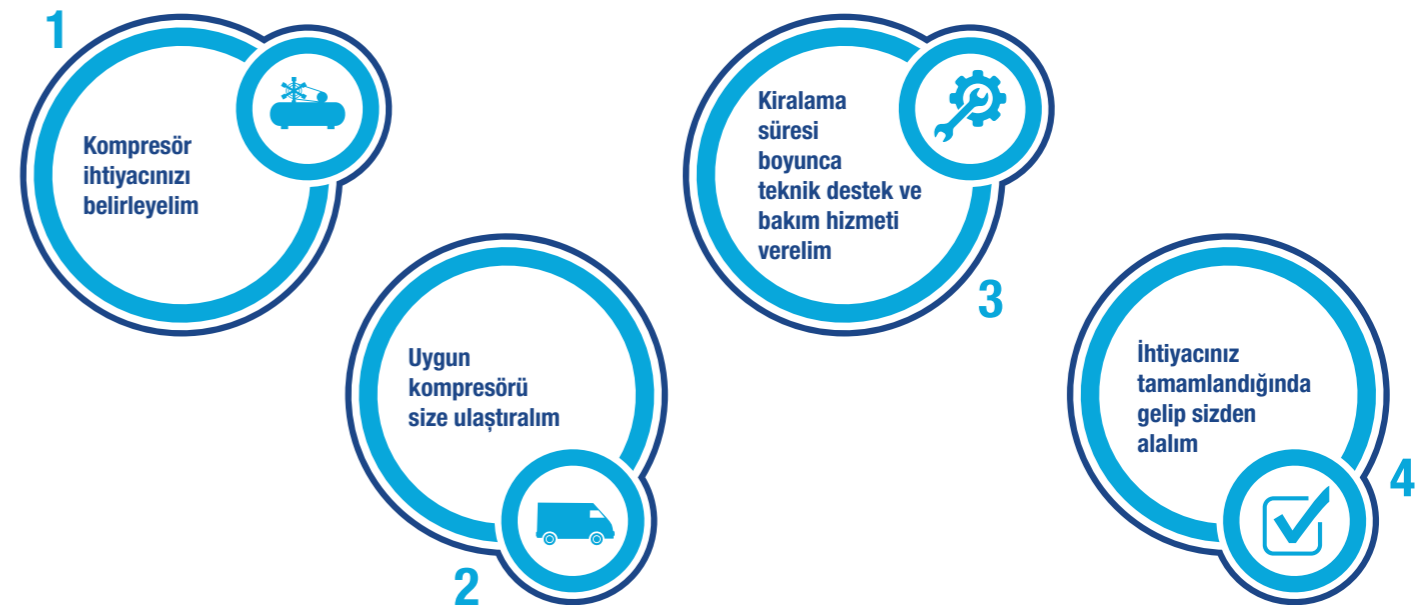 1
Kompresör
ihtiyacınızı
belirleyelim
Uygun
kompresörü
size ulaştıralım
2
Kiralama
süresi
boyunca
teknik destek ve
bakım hizmeti
verelim
3
İhtiyacınız
tamamlandığında
gelip sizden
alalım
4